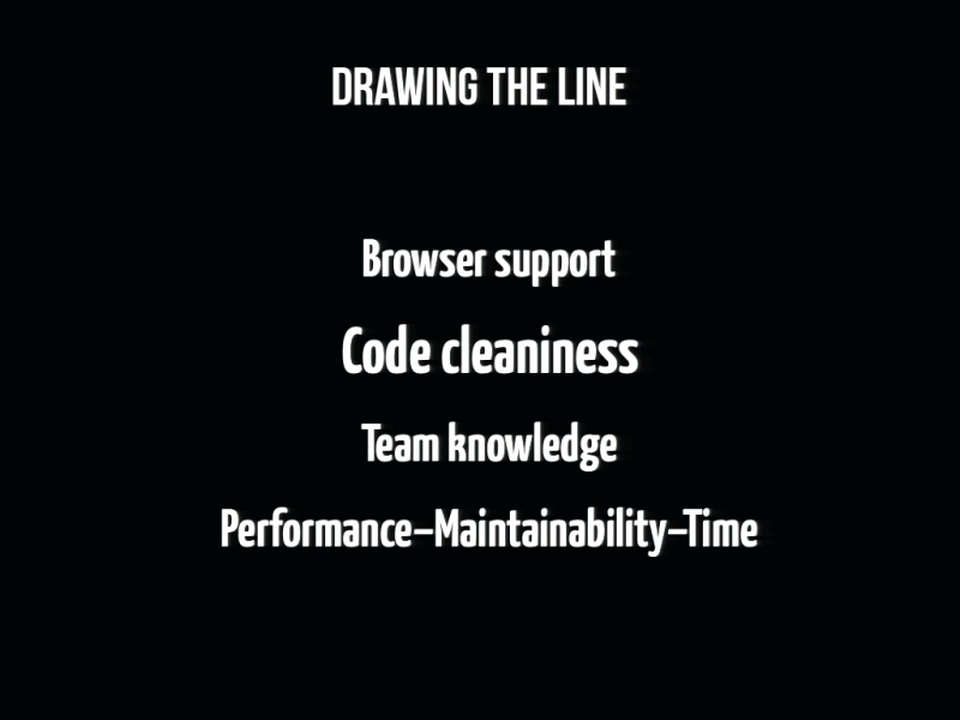 DRAWING THE LINE
Browser support
Code cleaniness
Team knowledge
Performance–Maintainability–Time